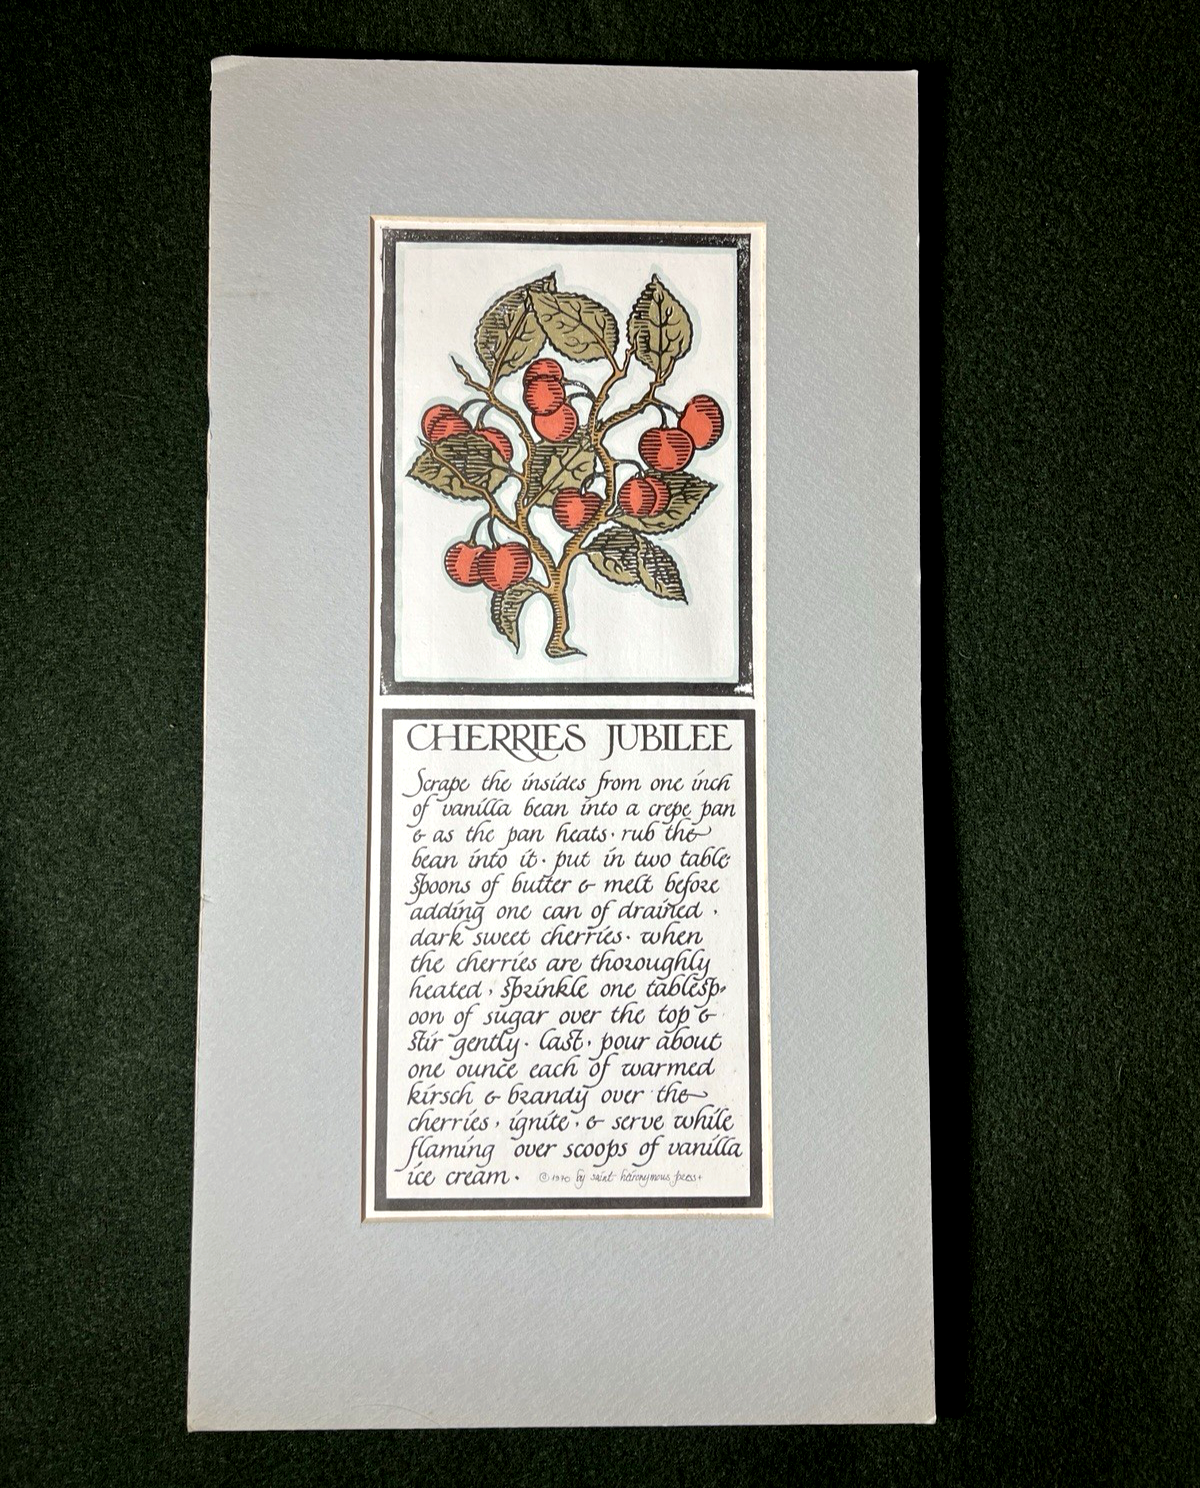 CHERRIES JUBILEE
Scrape the insides from one inch
of vanilla bean into a crepe pan
& as the pan heats · rub the
bean into it · put in two table-
spoons of butter & melt before
adding one can of drained ·
dark sweet cherries · when
the cherries are thoroughly
heated · sprinkle one tablesp-
oon of sugar over the top &
stir gently · last · pour about
one ounce each of warmed
kirsch & brandy over the
cherries · ignite · & serve while
flaming over scoops of vanilla
ice cream · © 1970 by saint hieronymous press +